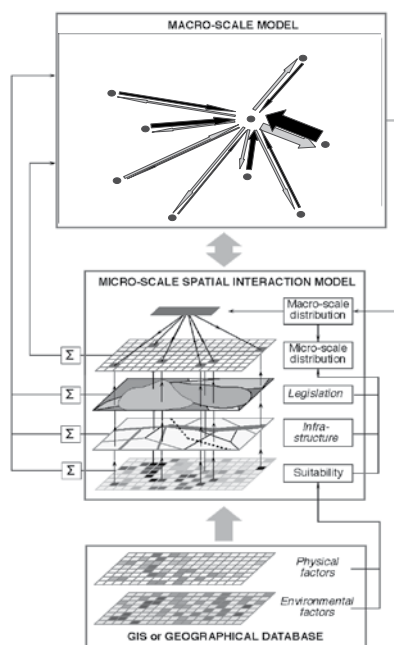 MACRO-SCALE MODEL
MICRO-SCALE SPATIAL INTERACTION MODEL
Macro-scale
distribution
Micro-scale
distribution
Σ
Legislation
Σ
Infra-
structure
Σ
Suitability
Σ
Physical
factors
Environmental
factors
GIS or GEOGRAPHICAL DATABASE